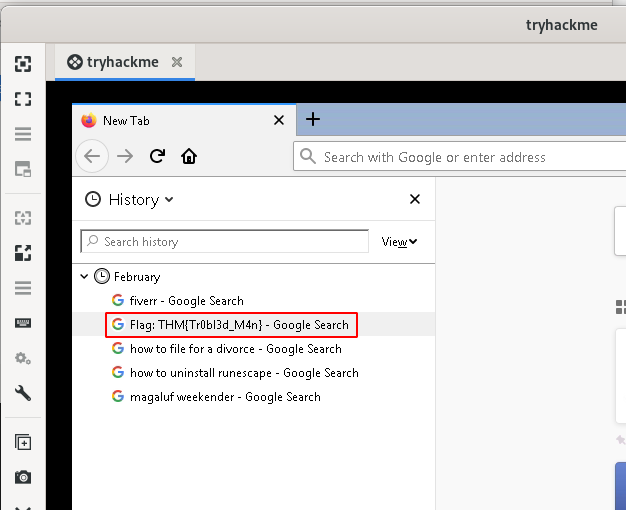 tryhackme
tryhackme
New Tab
Search with Google or enter address
History
Search history
View
February
fiverr - Google Search
Flag: THM{Tr0bl3d_M4n} - Google Search
how to file for a divorce - Google Search
how to uninstall runescape - Google Search
magaluf weekender - Google Search